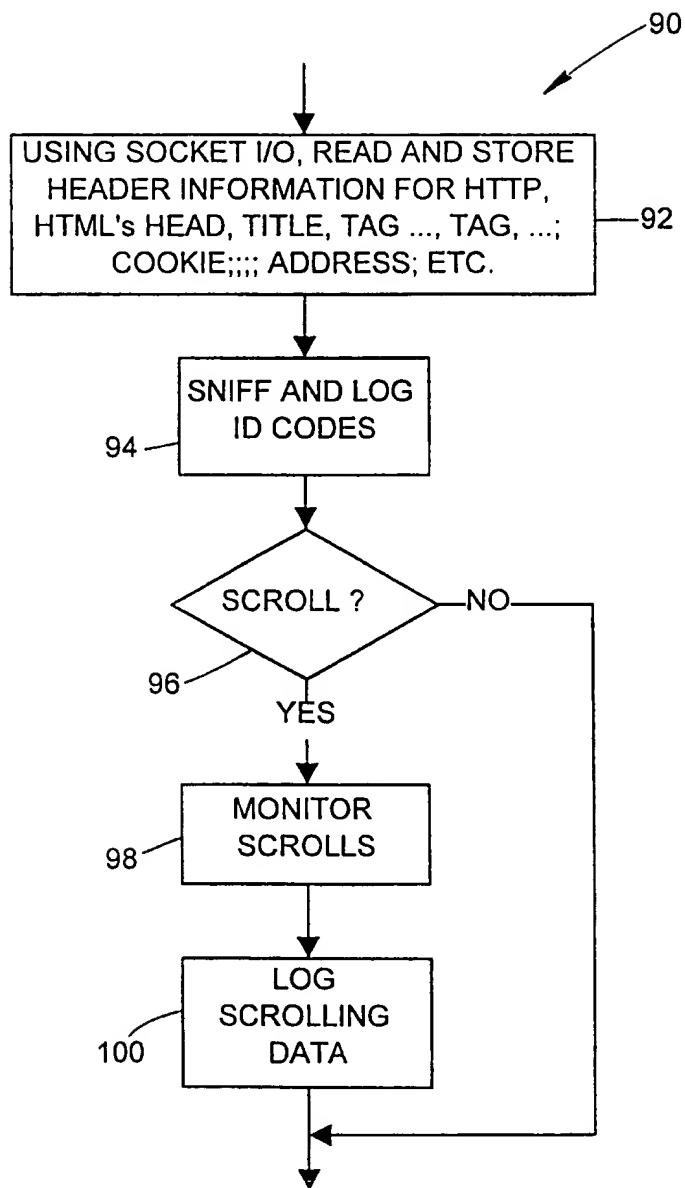 90
USING SOCKET I/O, READ AND STORE
HEADER INFORMATION FOR HTTP,
HTML's HEAD, TITLE, TAG ..., TAG, ...;
COOKIE;;;; ADDRESS; ETC.
92
SNIFF AND LOG
ID CODES
94
SCROLL ?
NO
96
YES
MONITOR
SCROLLS
98
LOG
SCROLLING
DATA
100